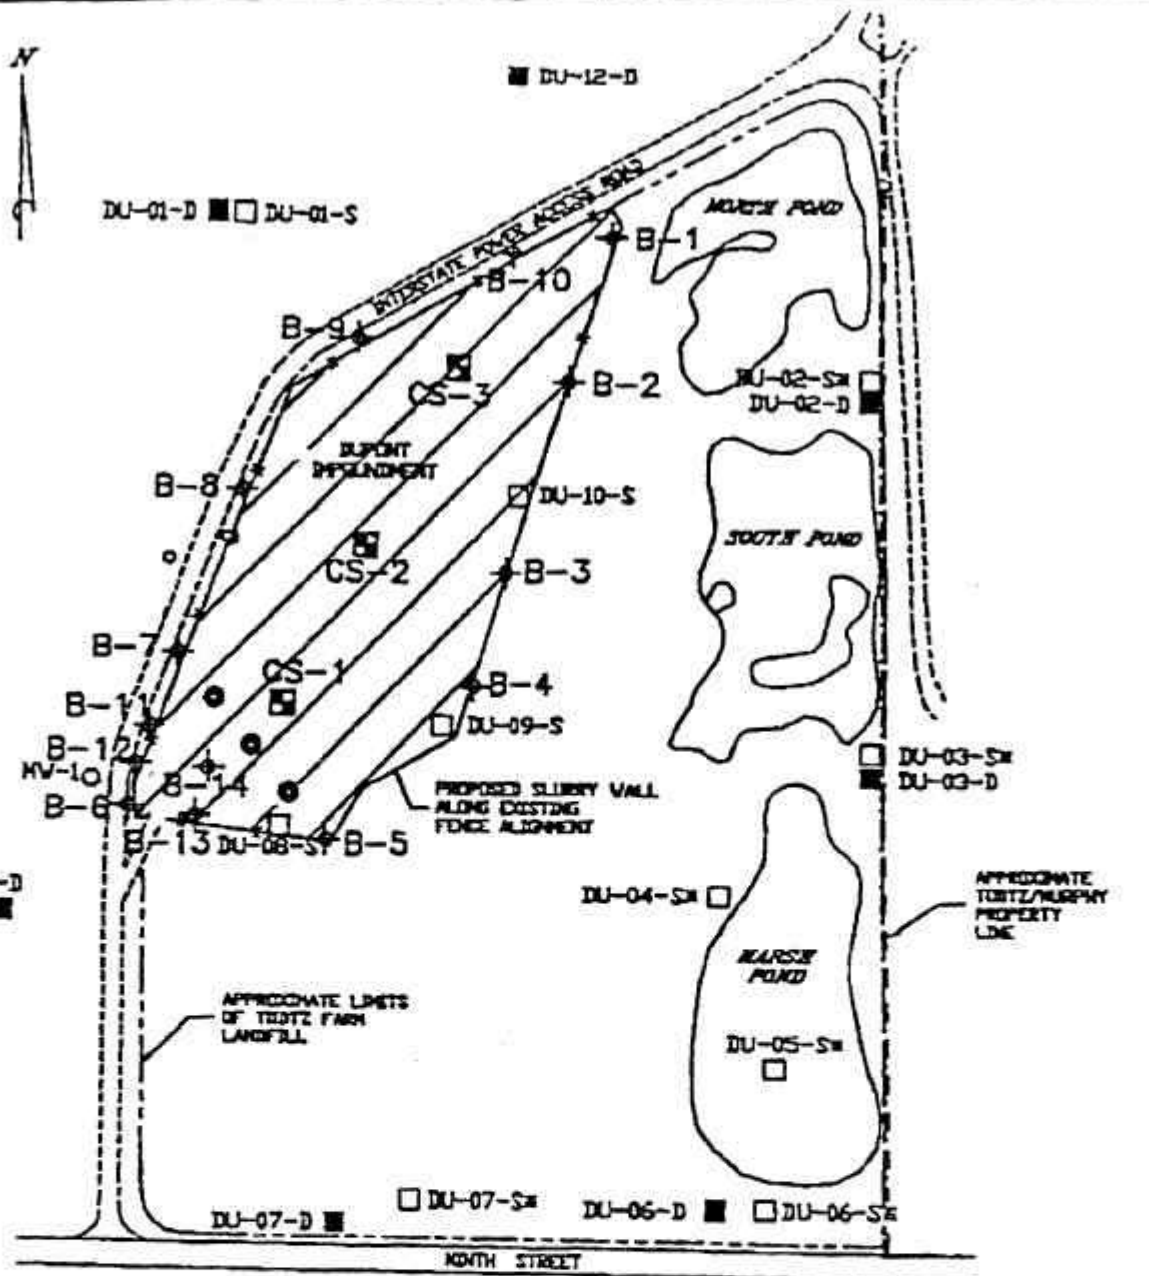 N
DU-12-D
DU-01-D
DU-01-S
INTERSTATE POWER ACCESS ROAD
NORTH POND
B-1
B-10
B-9
B-2
CS-3
DU-02-S*
DU-02-D
DUPONT
IMPOUNDMENT
B-8
DU-10-S
SOUTH POND
CS-2
B-3
B-7
CS-1
B-4
B-11
DU-09-S
B-12
MW-1
DU-03-S*
DU-03-D
B-14
B-6
PROPOSED SLURRY WALL
ALONG EXISTING
FENCE ALIGNMENT
B-13
DU-08-S
B-5
-D
DU-04-S*
APPROXIMATE
TODTZ/MURPHY
PROPERTY
LINE
MARSH
POND
APPROXIMATE LIMITS
OF TODTZ FARM
LANDFILL
DU-05-S*
DU-07-S*
DU-07-D
DU-06-D
DU-06-S*
NINTH STREET